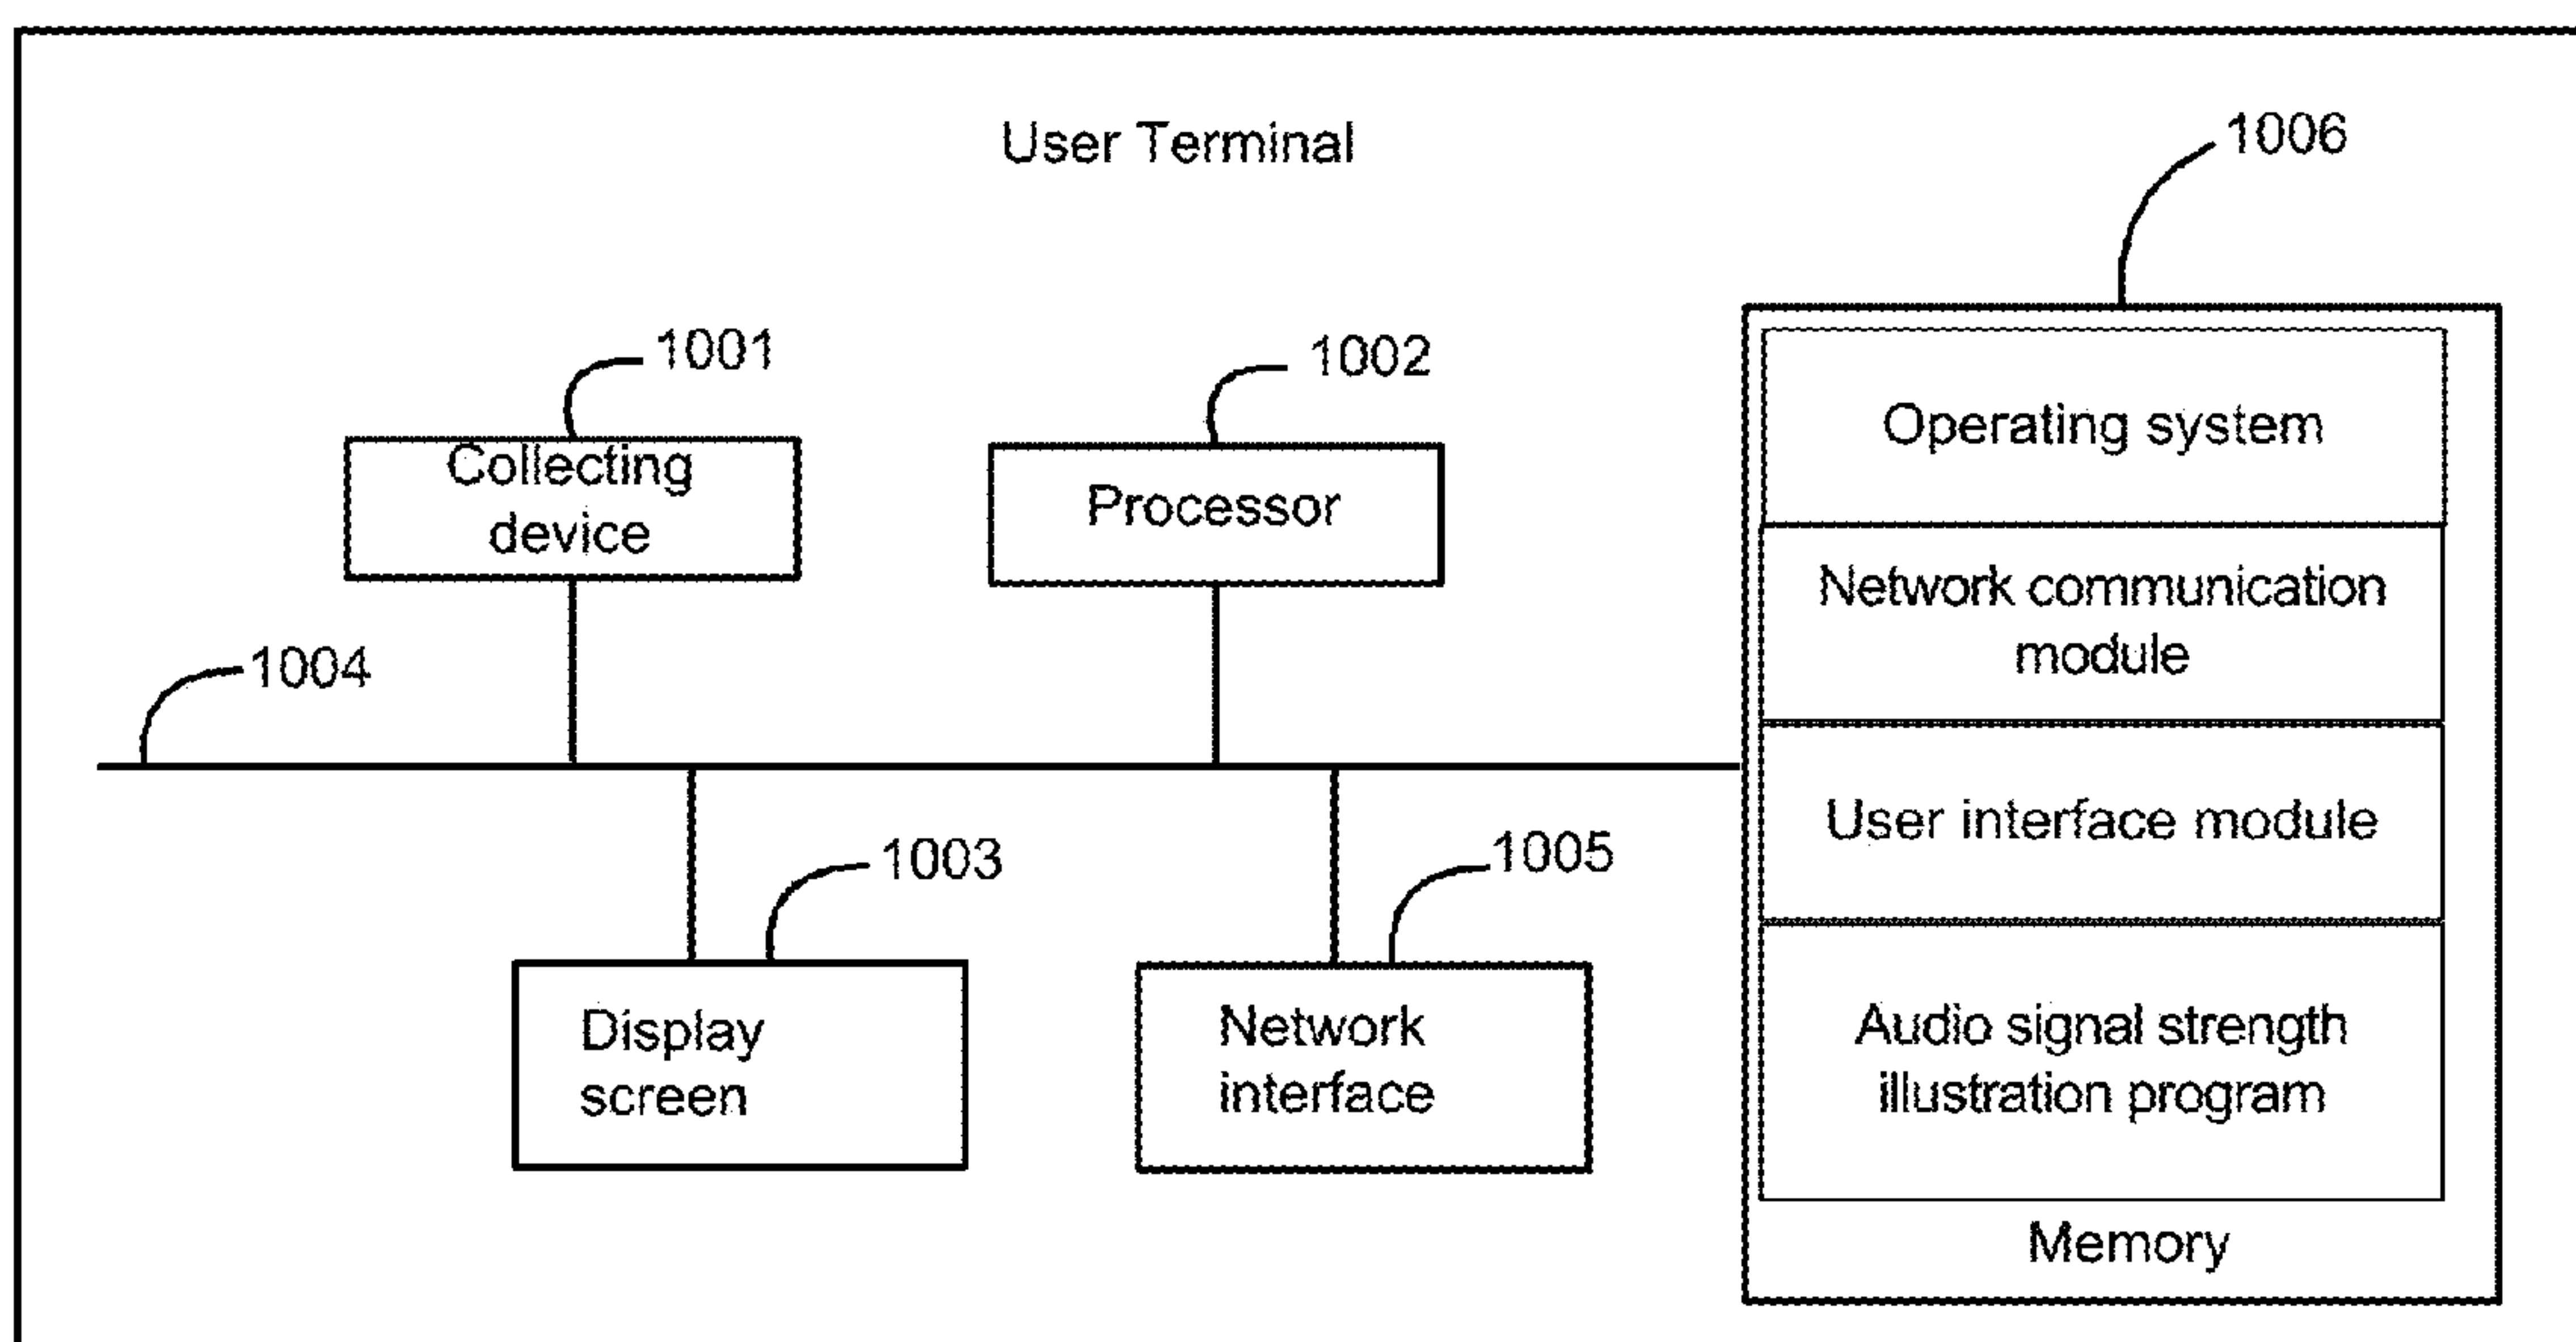 User Terminal
1006
1001
1002
Collecting
device
Processor
Operating system
Network communication
module
1004
User interface module
1003
1005
Display
screen
Network
interface
Audio signal strength
illustration program
Memory